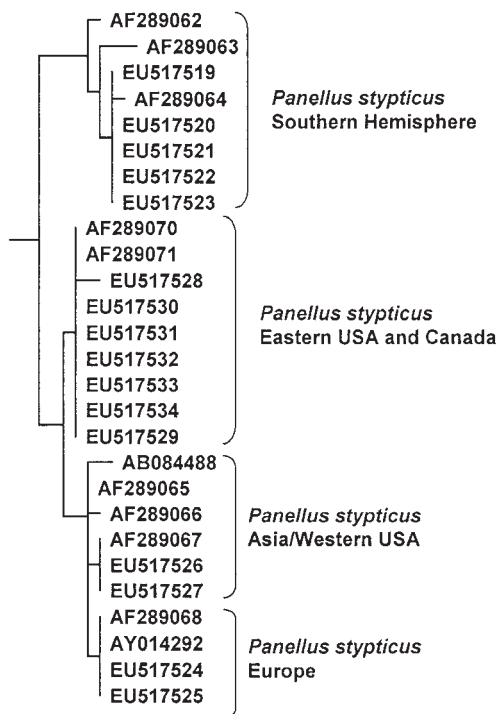 AF289062
AF289063
EU517519
AF289064
EU517520
EU517521
EU517522
EU517523
Panellus stypticus
Southern Hemisphere
AF289070
AF289071
EU517528
EU517530
EU517531
EU517532
EU517533
EU517534
EU517529
Panellus stypticus
Eastern USA and Canada
AB084488
AF289065
AF289066
AF289067
EU517526
EU517527
Panellus stypticus
Asia/Western USA
AF289068
AY014292
EU517524
EU517525
Panellus stypticus
Europe